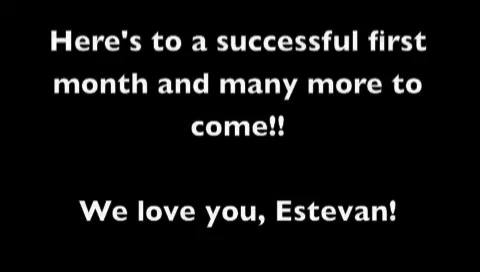 Here's to a successful first
month and many more to
come!!
We love you, Estevan!